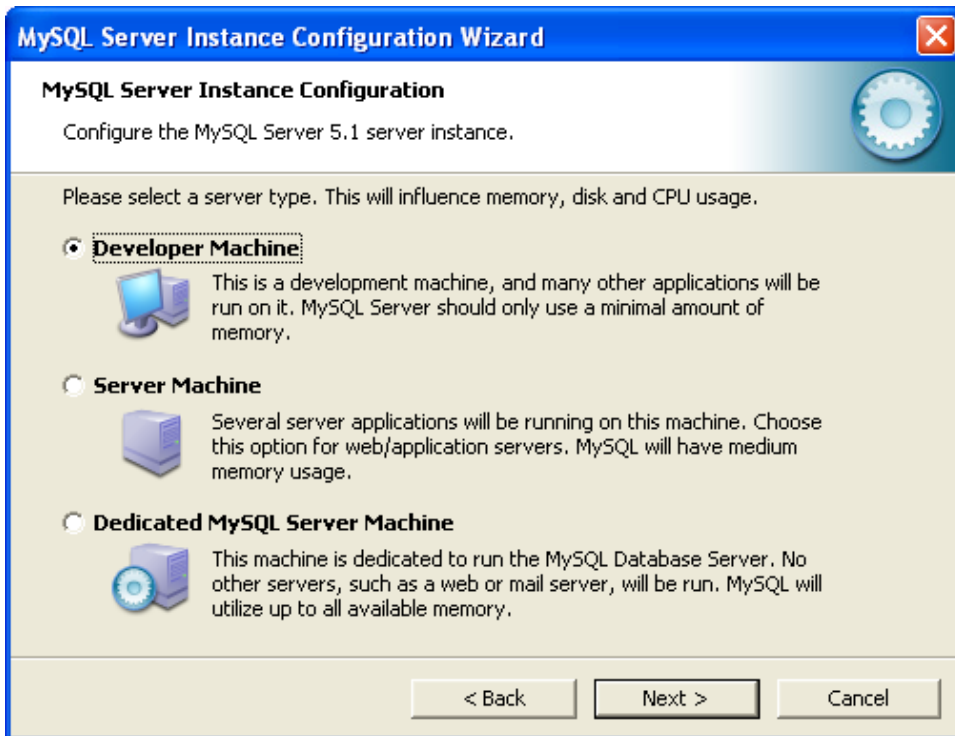 MySQL Server Instance Configuration Wizard
MySQL Server Instance Configuration
Configure the MySQL Server 5.1 server instance.
Please select a server type. This will influence memory, disk and CPU usage.
Developer Machine
This is a development machine, and many other applications will be
run on it. MySQL Server should only use a minimal amount of
memory.
Server Machine
Several server applications will be running on this machine. Choose
this option for web/application servers. MySQL will have medium
memory usage.
Dedicated MySQL Server Machine
This machine is dedicated to run the MySQL Database Server. No
other servers, such as a web or mail server, will be run. MySQL will
utilize up to all available memory.
< Back Next > Cancel